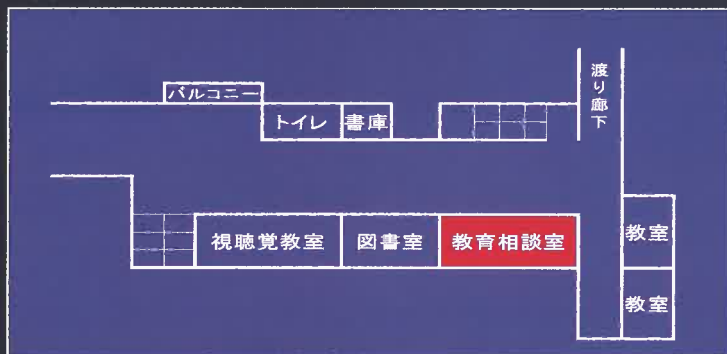 バルコニー
トイレ
書庫
渡り廊下
視聴覚教室
図書室
教育相談室
教室
教室